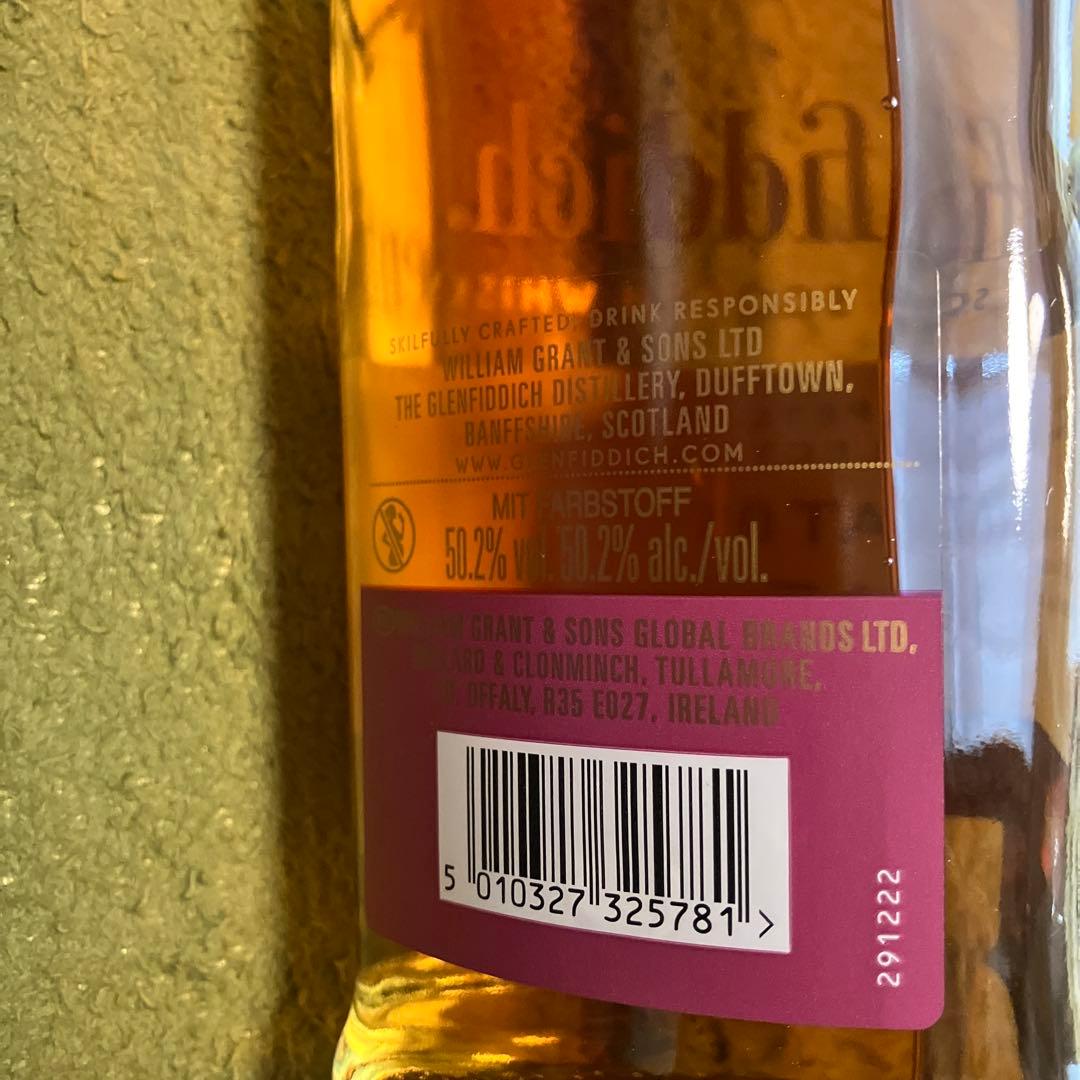 fiddich.
SKILFULLY CRAFTED. DRINK RESPONSIBLY
WILLIAM GRANT & SONS LTD
THE GLENFIDDICH DISTILLERY, DUFFTOWN,
BANFFSHIRE, SCOTLAND
WWW.GLENFIDDICH.COM
MIT FARBSTOFF
50.2% vol. 50.2% alc./vol.
GRANT & SONS GLOBAL BRANDS LTD,
& CLONMINCH, TULLAMORE,
OFFALY, R35 E027, IRELAND
5 010327 325781 >
291222